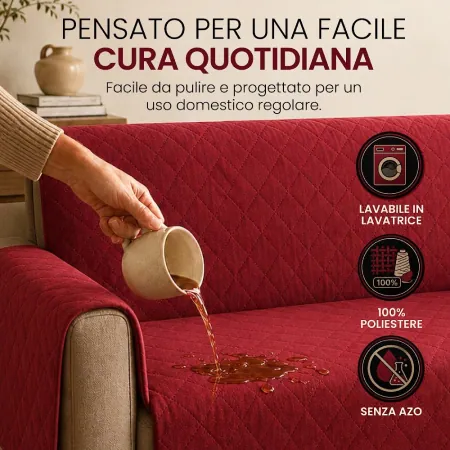 PENSATO PER UNA FACILE
CURA QUOTIDIANA
Facile da pulire e progettato per un
uso domestico regolare.
LAVABILE IN
LAVATRICE
100%
100%
POLIESTERE
SENZA AZO